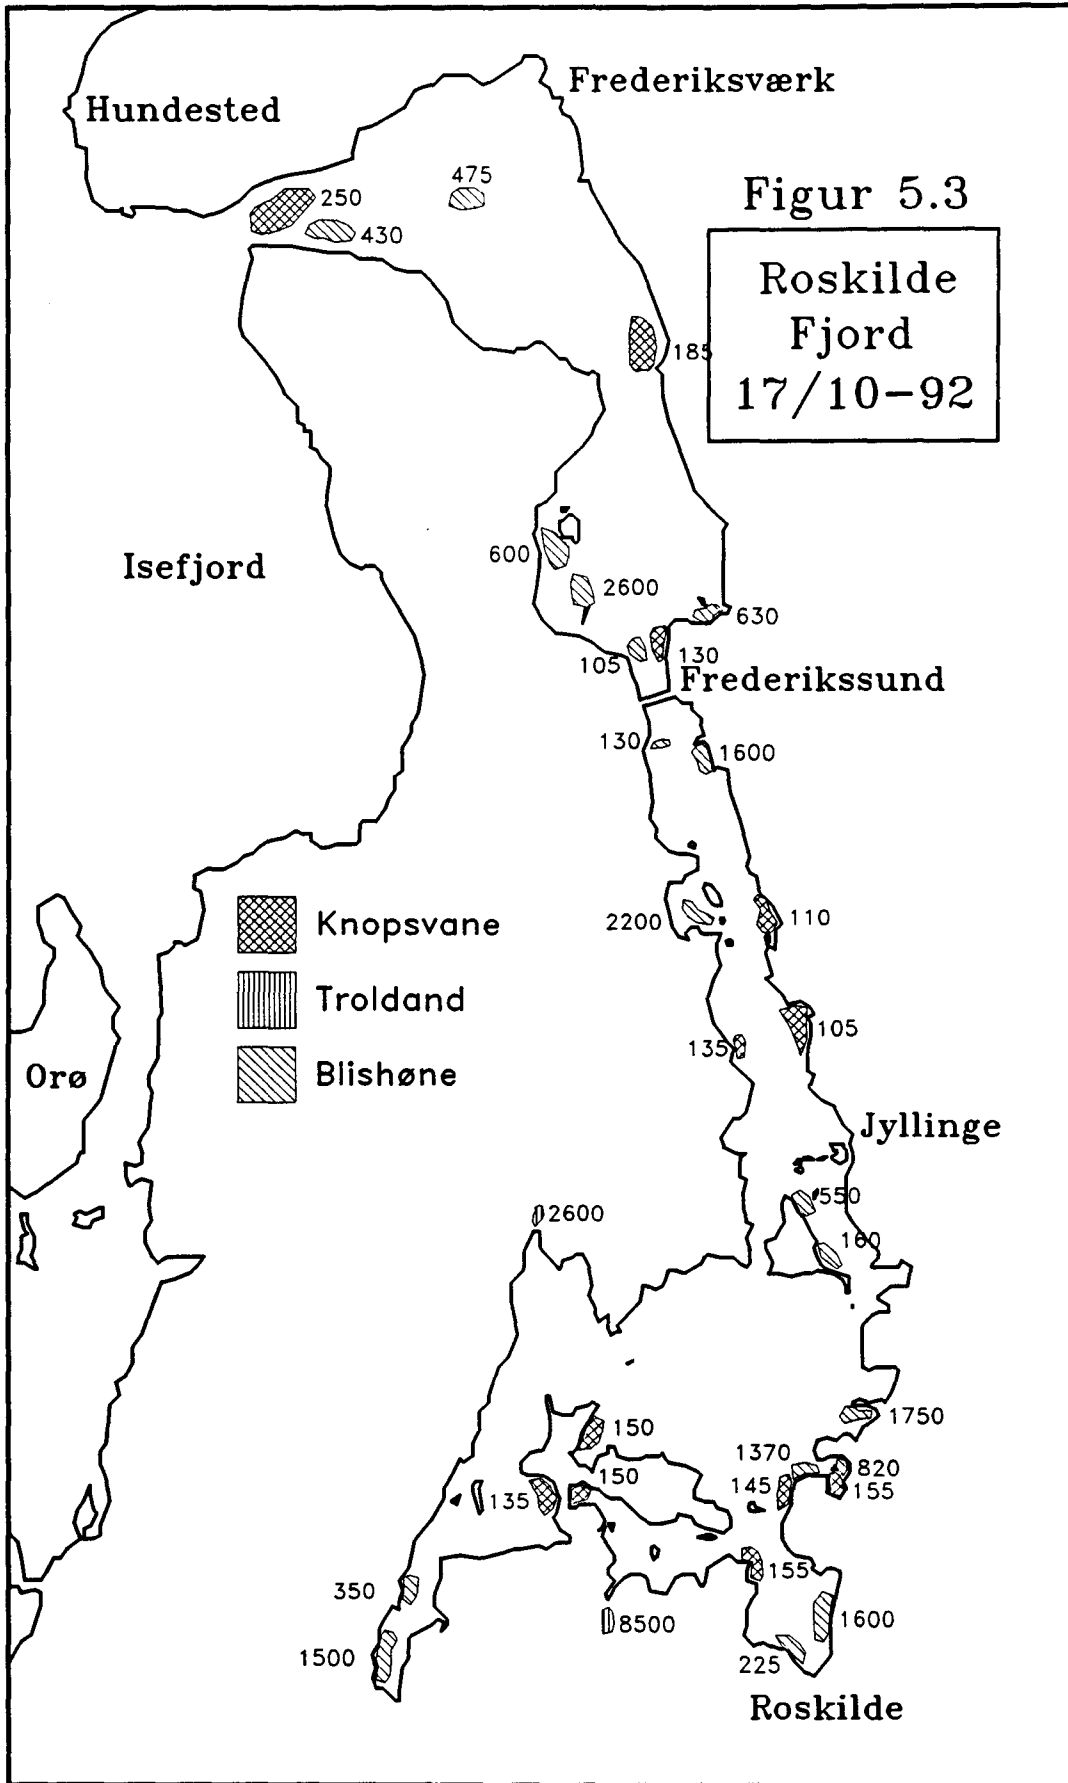 Frederiksværk
Hundested
475
Figur 5.3
250
430
Roskilde
Fjord
17/10-92
185
600
Isefjord
2600
630
105
130
Frederikssund
130
1600
2200
110
Knopsvane
Troldand
105
135
Blishøne
Orø
Jyllinge
550
2600
160
1750
150
1370
820
150
145
155
135
155
350
8500
1600
1500
225
Roskilde